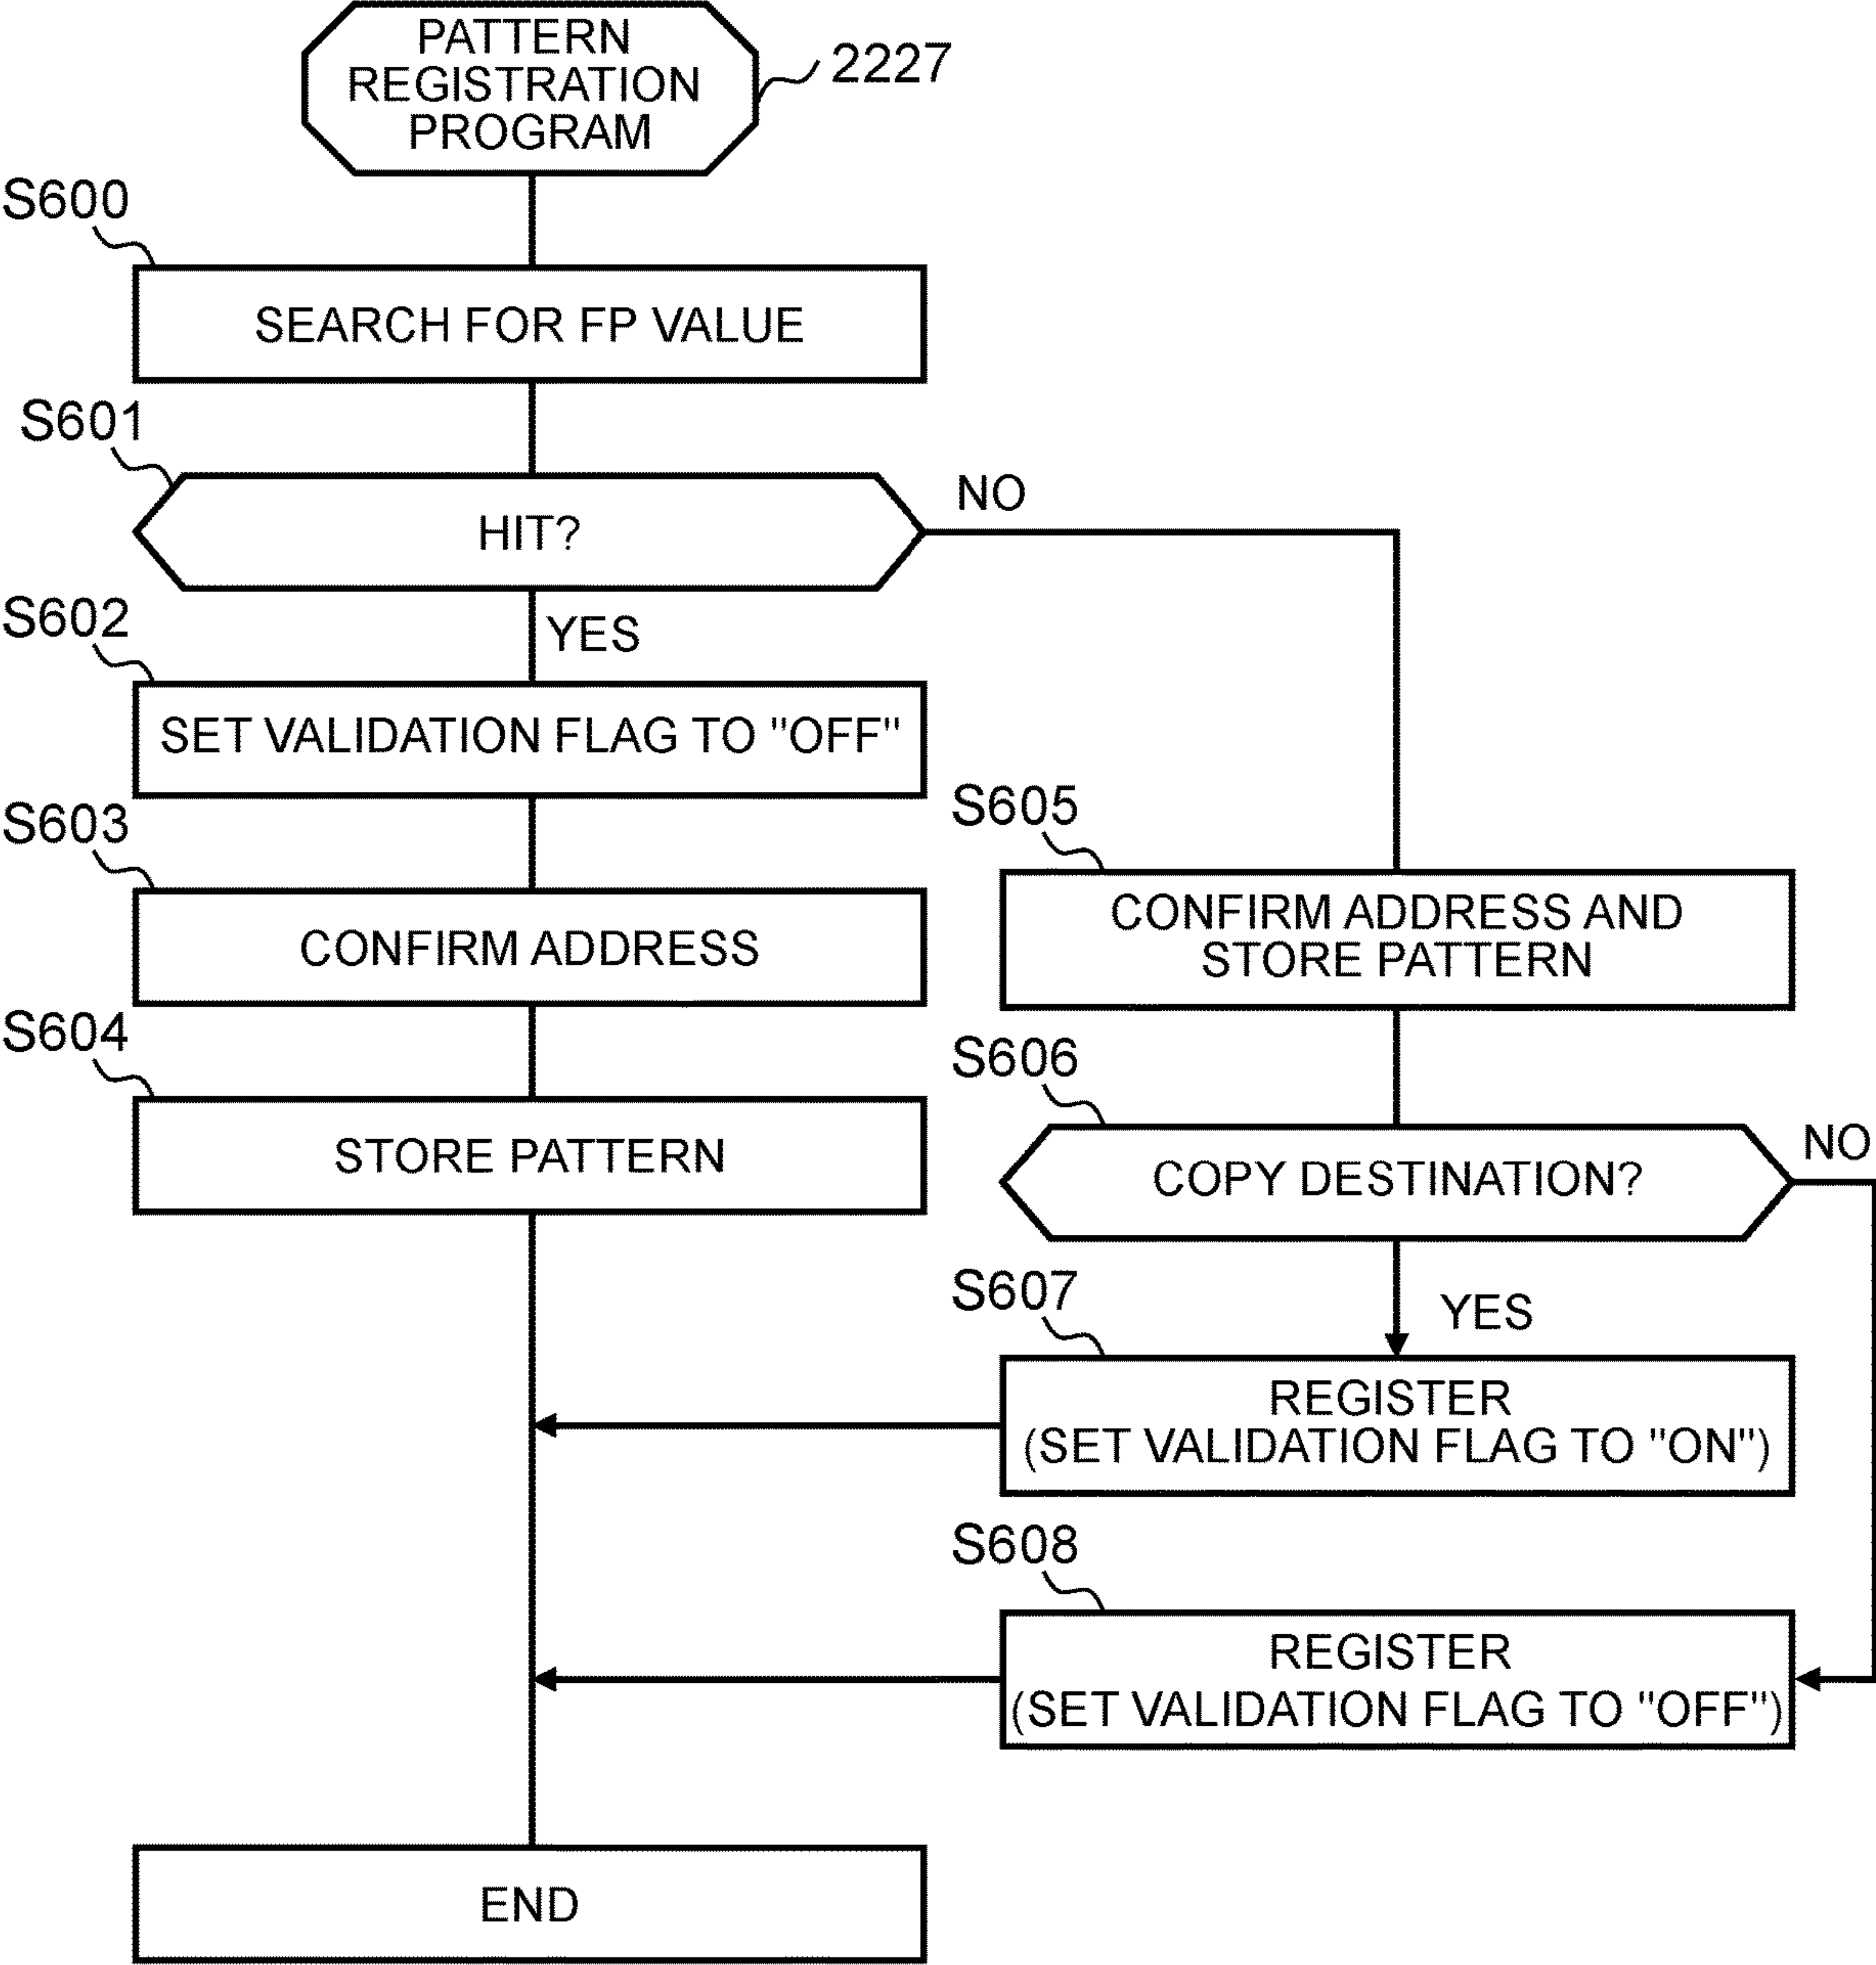 PATTERN
REGISTRATION
PROGRAM
2227
S600
SEARCH FOR FP VALUE
S601
HIT?
NO
YES
S602
SET VALIDATION FLAG TO "OFF"
S603
CONFIRM ADDRESS
S604
STORE PATTERN
S605
CONFIRM ADDRESS AND
STORE PATTERN
S606
COPY DESTINATION?
NO
YES
S607
REGISTER
(SET VALIDATION FLAG TO "ON")
S608
REGISTER
(SET VALIDATION FLAG TO "OFF")
END